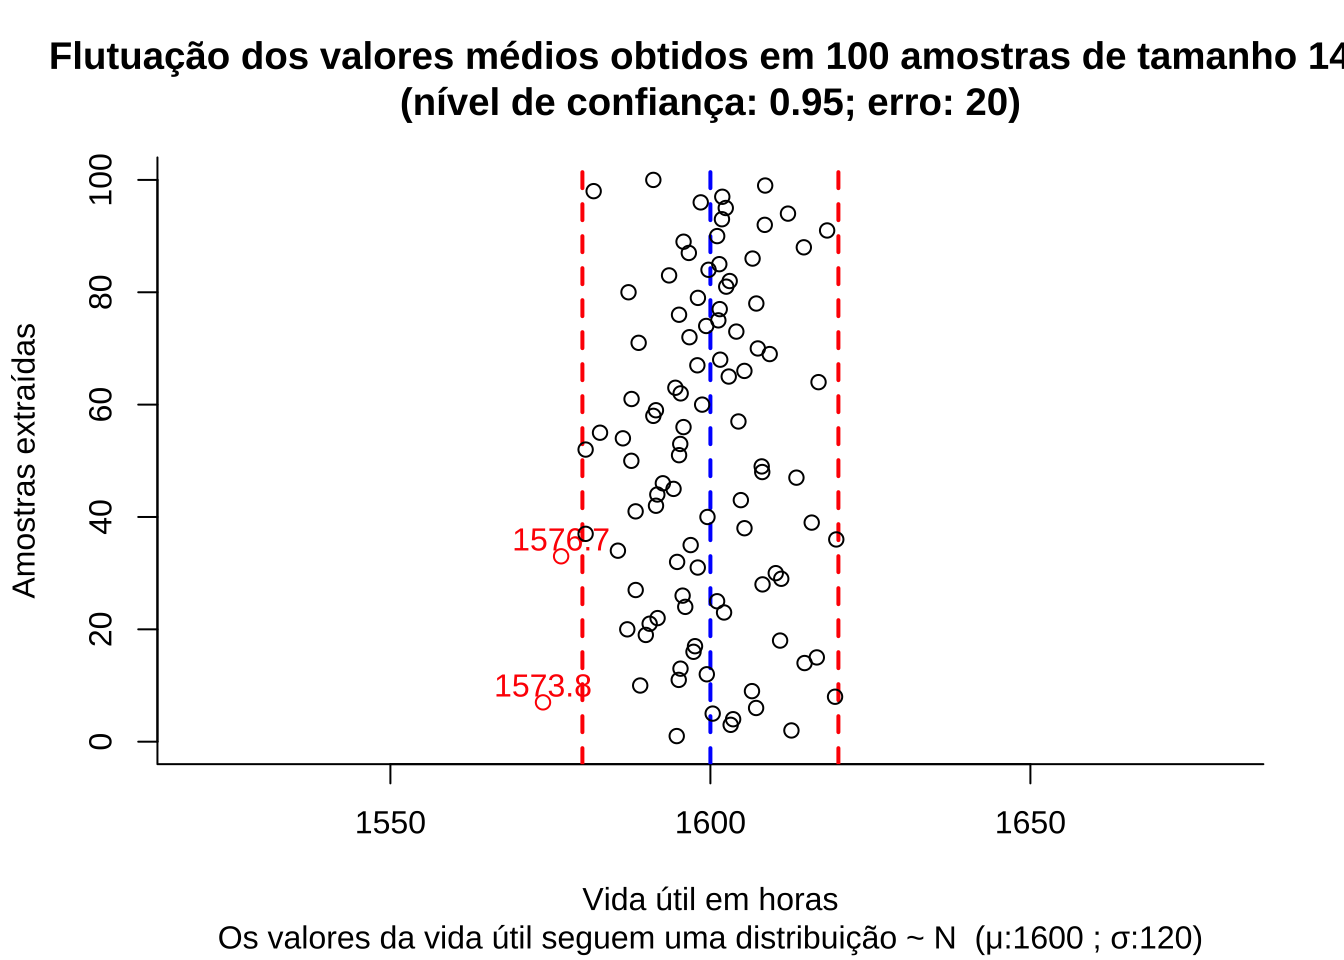 Flutuação dos valores médios obtidos em 100 amostras de tamanho 14
(nível de confiança: 0.95; erro: 20)
Amostras extraídas
100
80
60
40
20
0
1576.7
1573.8
1550 1600 1650
Vida útil em horas
Os valores da vida útil seguem uma distribuição ~ N (μ:1600 ; σ:120)